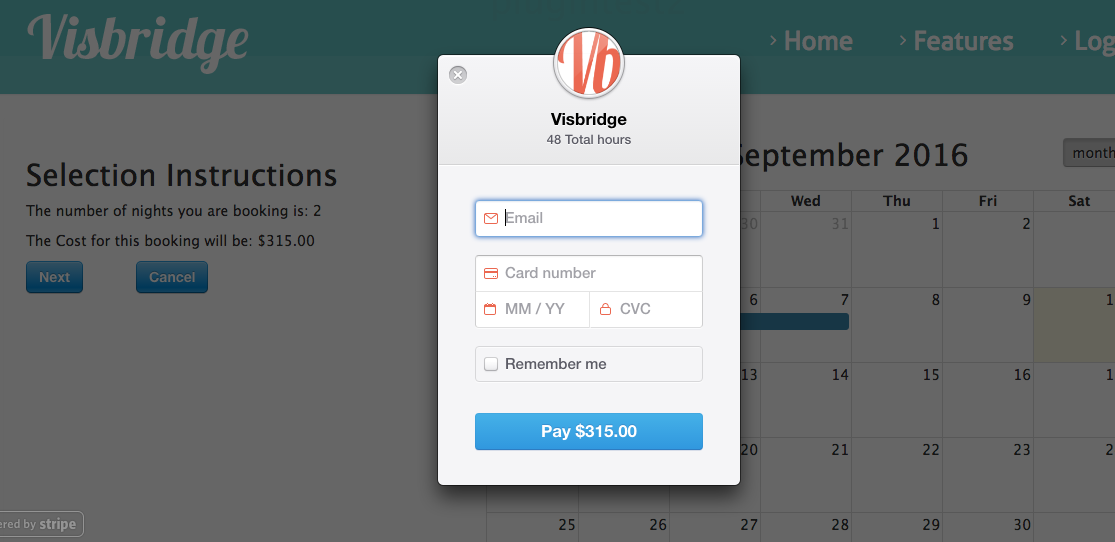 Visbridge
› Home
› Features
› Log
Vb
Visbridge
48 Total hours
Selection Instructions
The number of nights you are booking is: 2
The Cost for this booking will be: $315.00
Next
Cancel
Email
Card number
MM / YY
CVC
Remember me
Pay $315.00
eptember 2016
month
Wed Thu Fri Sat
30 31 1 2
6 7 8 9 1
13 14 15 16 1
20 21 22 23 2
25 26 27 28 29 30
ered by stripe